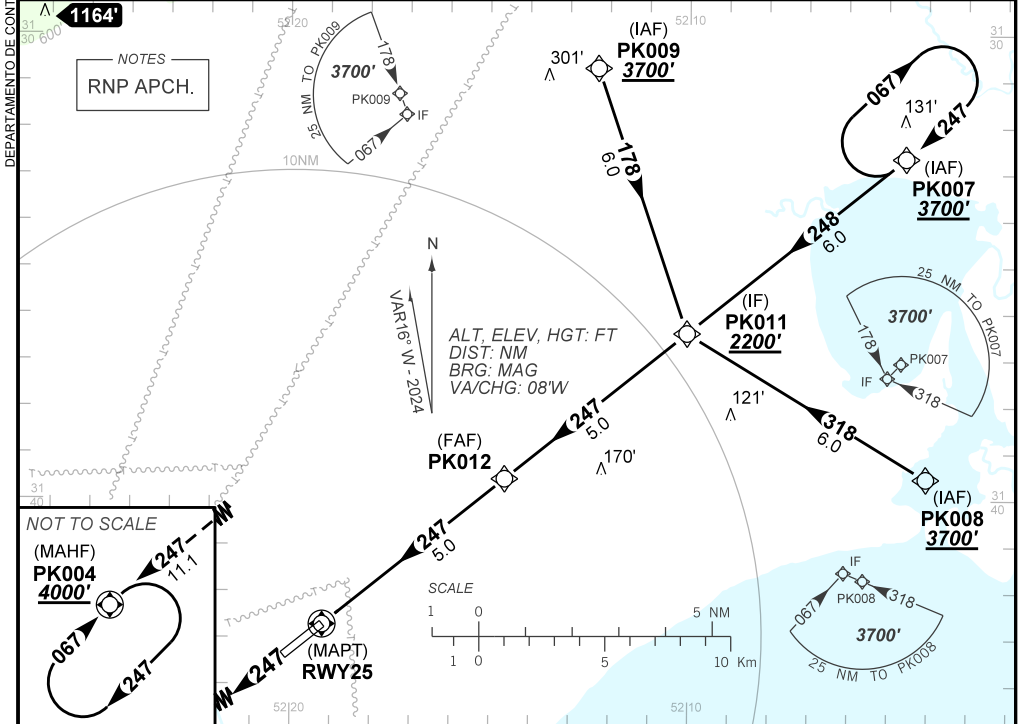 1164'
31
30
600'
52 20
52 10
31
30
DEPARTAMENTO DE CONT
NOTES
RNP APCH.
25 NM TO PK009
3700'
178
PK009
IF
067
10NM
301'
(IAF)
PK009
3700'
178
6.0
067
131'
247
(IAF)
PK007
3700'
248
6.0
N
VAR16° W - 2024
ALT, ELEV, HGT: FT
DIST: NM
BRG: MAG
VA/CHG: 08'W
(IF)
PK011
2200'
25 NM TO PK007
3700'
178
PK007
IF
318
121'
318
6.0
247
5.0
170'
(FAF)
PK012
(IAF)
PK008
3700'
31
40
31
40
NOT TO SCALE
(MAHF)
PK004
4000'
247
11.1
067
247
247
5.0
(MAPT)
RWY25
247
SCALE
1 0 5 NM
1 0 5 10 Km
IF
PK008
067
318
3700'
25 NM TO PK008
52 20
52 10